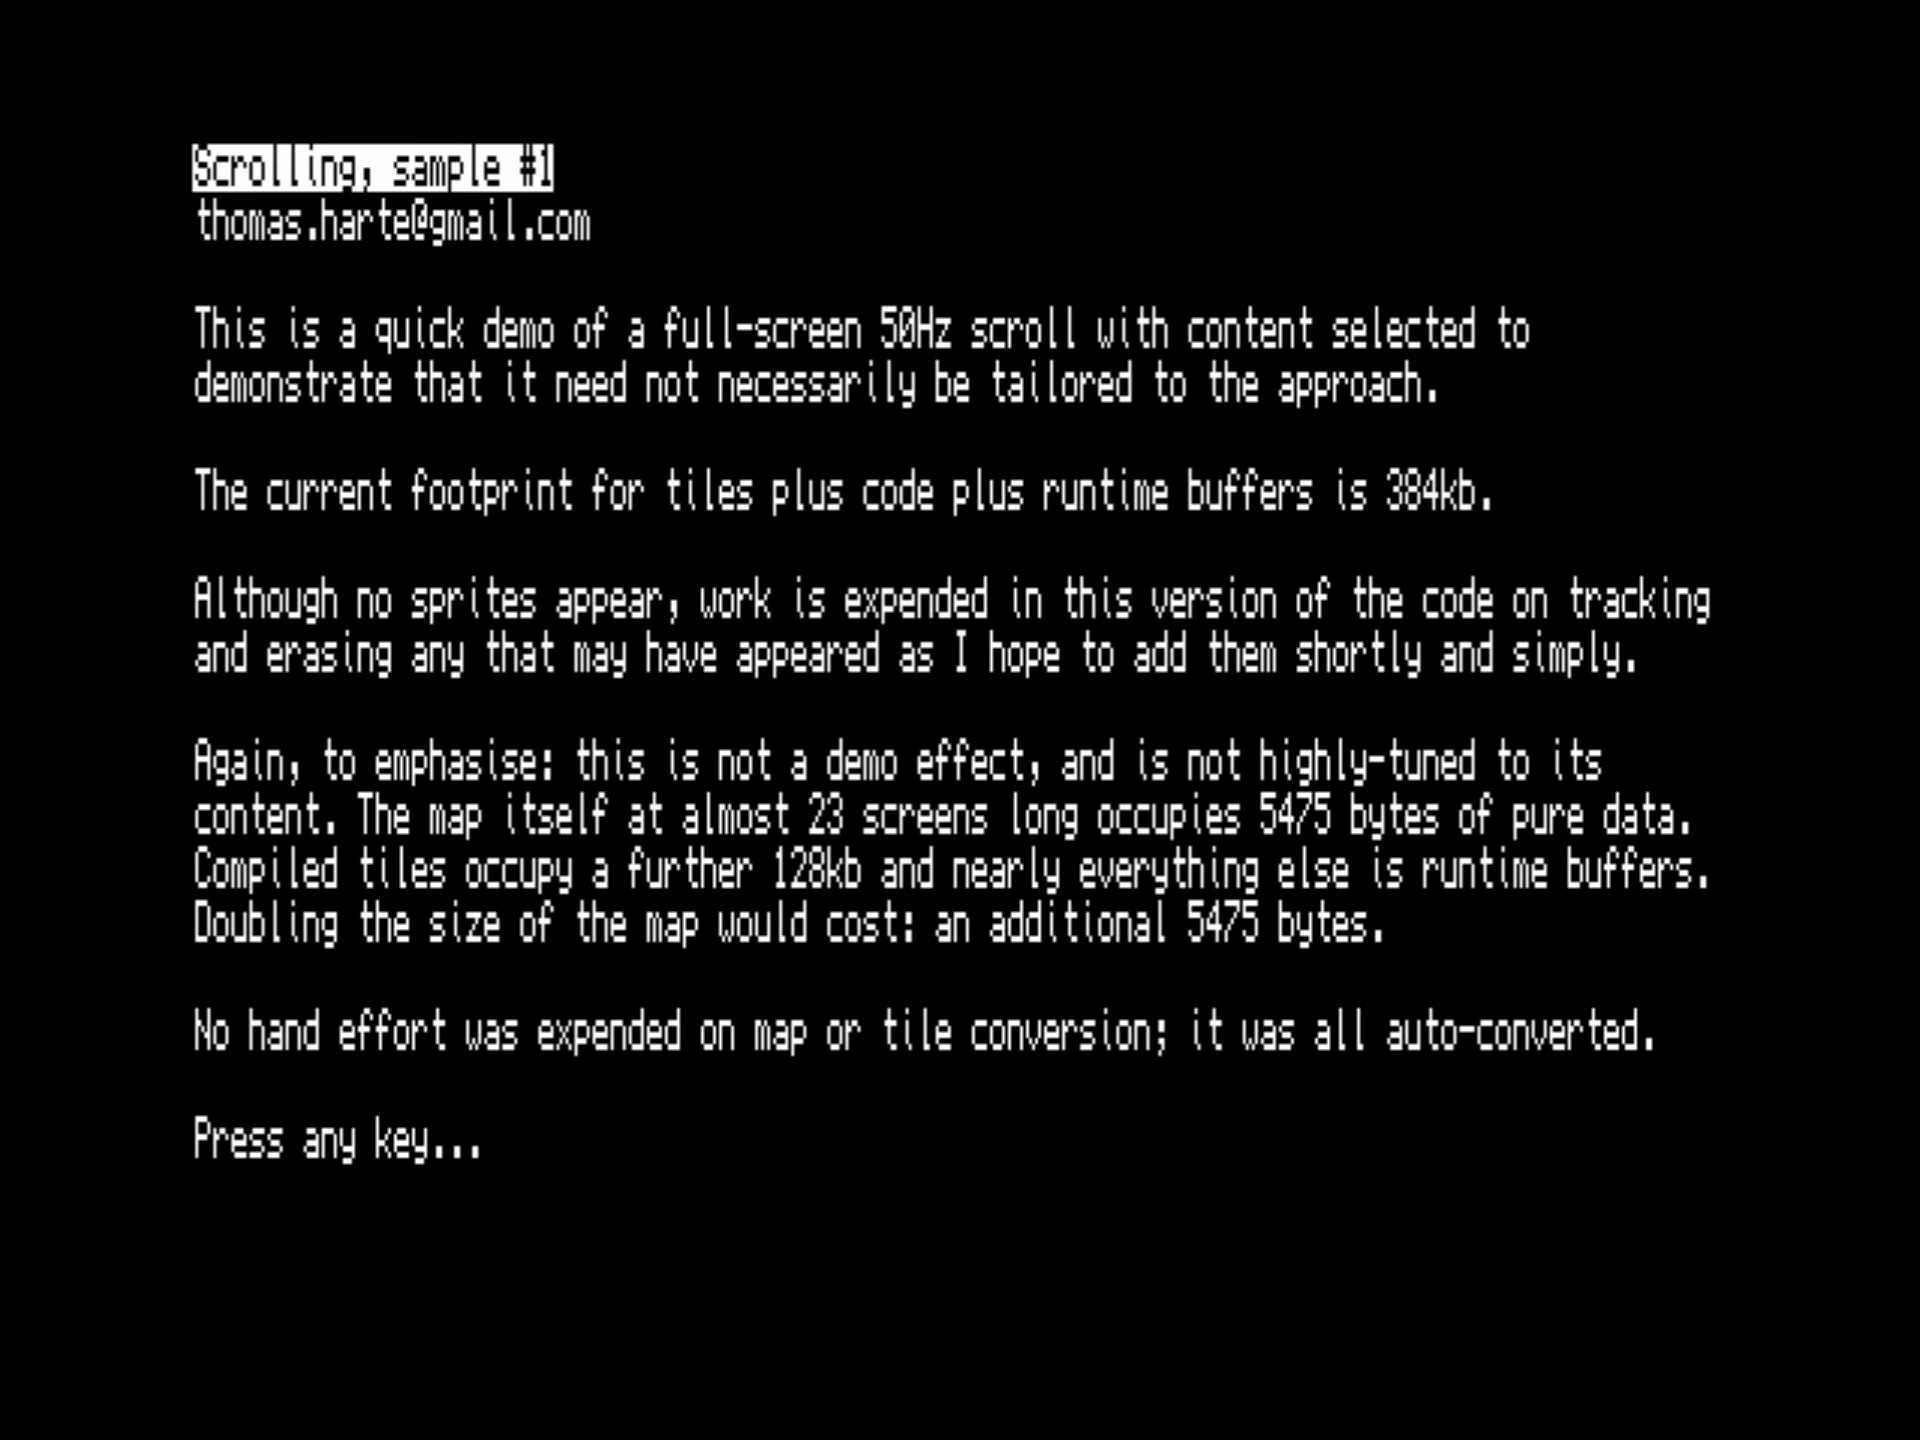 Scrolling, sample #1
thomas.harte@gmail.com
This is a quick demo of a full-screen 50Hz scroll with content selected to
demonstrate that it need not necessarily be tailored to the approach.
The current footprint for tiles plus code plus runtime buffers is 384kb.
Although no sprites appear, work is expended in this version of the code on tracking
and erasing any that may have appeared as I hope to add them shortly and simply.
Again, to emphasise: this is not a demo effect, and is not highly-tuned to its
content. The map itself at almost 23 screens long occupies 5475 bytes of pure data.
Compiled tiles occupy a further 128kb and nearly everything else is runtime buffers.
Doubling the size of the map would cost: an additional 5475 bytes.
No hand effort was expended on map or tile conversion; it was all auto-converted.
Press any key...